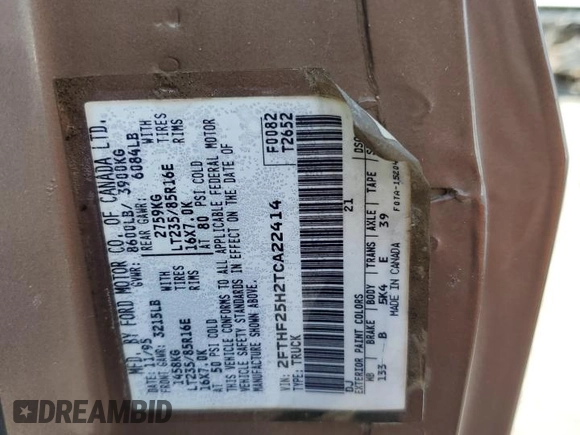 MFD. BY FORD MOTOR CO. OF CANADA LTD.
DATE: 11/95 GVWR: 8600LB/ 3900KG
FRONT GAWR: 3215LB REAR GAWR: 6084LB
1458KG 2759KG WITH
LT235/85R16E LT235/85R16E TIRES
16X7.0K 16X7.0K RIMS
AT 50 PSI COLD AT 80 PSI COLD
WITH
TIRES
RIMS
THIS VEHICLE CONFORMS TO ALL APPLICABLE FEDERAL MOTOR
VEHICLE SAFETY STANDARDS IN EFFECT ON THE DATE OF
MANUFACTURE SHOWN ABOVE.
VIN: 2FTHF25H2TCA22414
TYPE: TRUCK
F0082
T2652
DJ 21
EXTERIOR PAINT COLORS DSO
WB BRAKE BODY TRANS AXLE TAPE S
133 B 5K4 E 39
MADE IN CANADA
DREAMBID